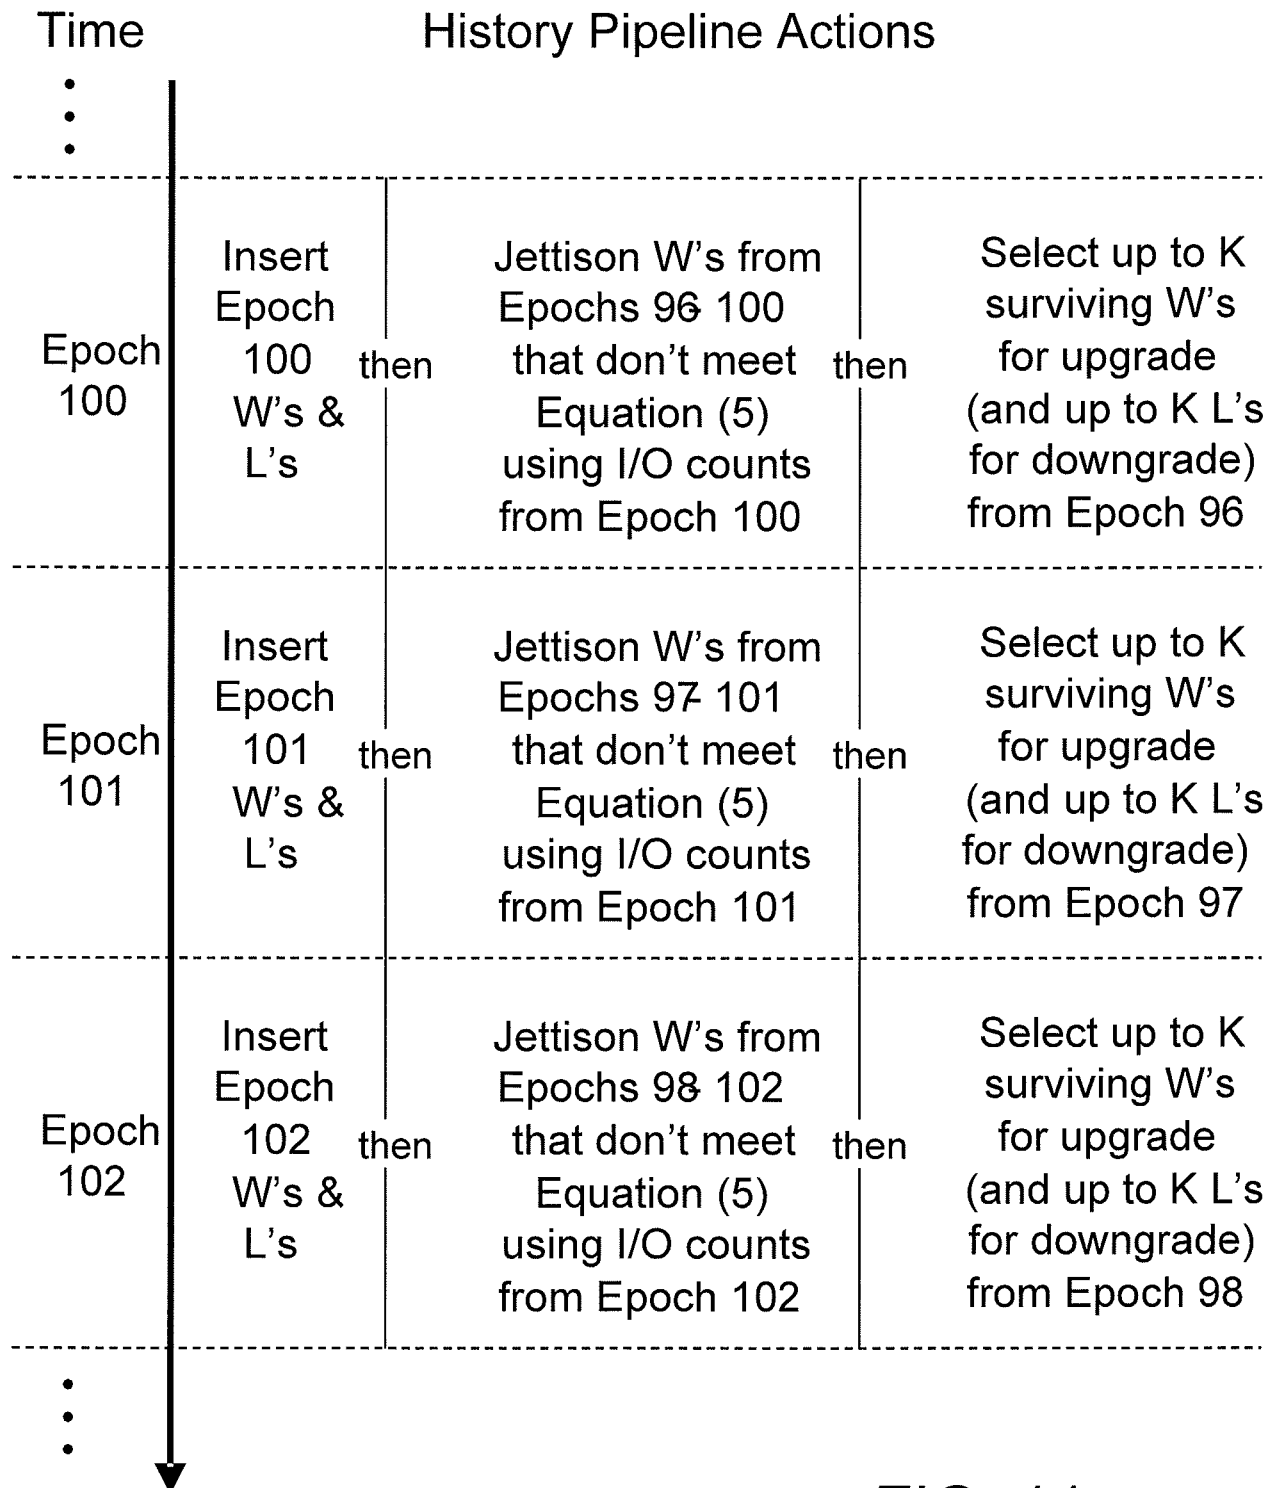 Time
History Pipeline Actions
Epoch
100
Insert
Epoch
100
W's &
L's
then
Jettison W's from
Epochs 96- 100
that don't meet
Equation (5)
using I/O counts
from Epoch 100
then
Select up to K
surviving W's
for upgrade
(and up to K L's
for downgrade)
from Epoch 96
Epoch
101
Insert
Epoch
101
W's &
L's
then
Jettison W's from
Epochs 97- 101
that don't meet
Equation (5)
using I/O counts
from Epoch 101
then
Select up to K
surviving W's
for upgrade
(and up to K L's
for downgrade)
from Epoch 97
Epoch
102
Insert
Epoch
102
W's &
L's
then
Jettison W's from
Epochs 98- 102
that don't meet
Equation (5)
using I/O counts
from Epoch 102
then
Select up to K
surviving W's
for upgrade
(and up to K L's
for downgrade)
from Epoch 98